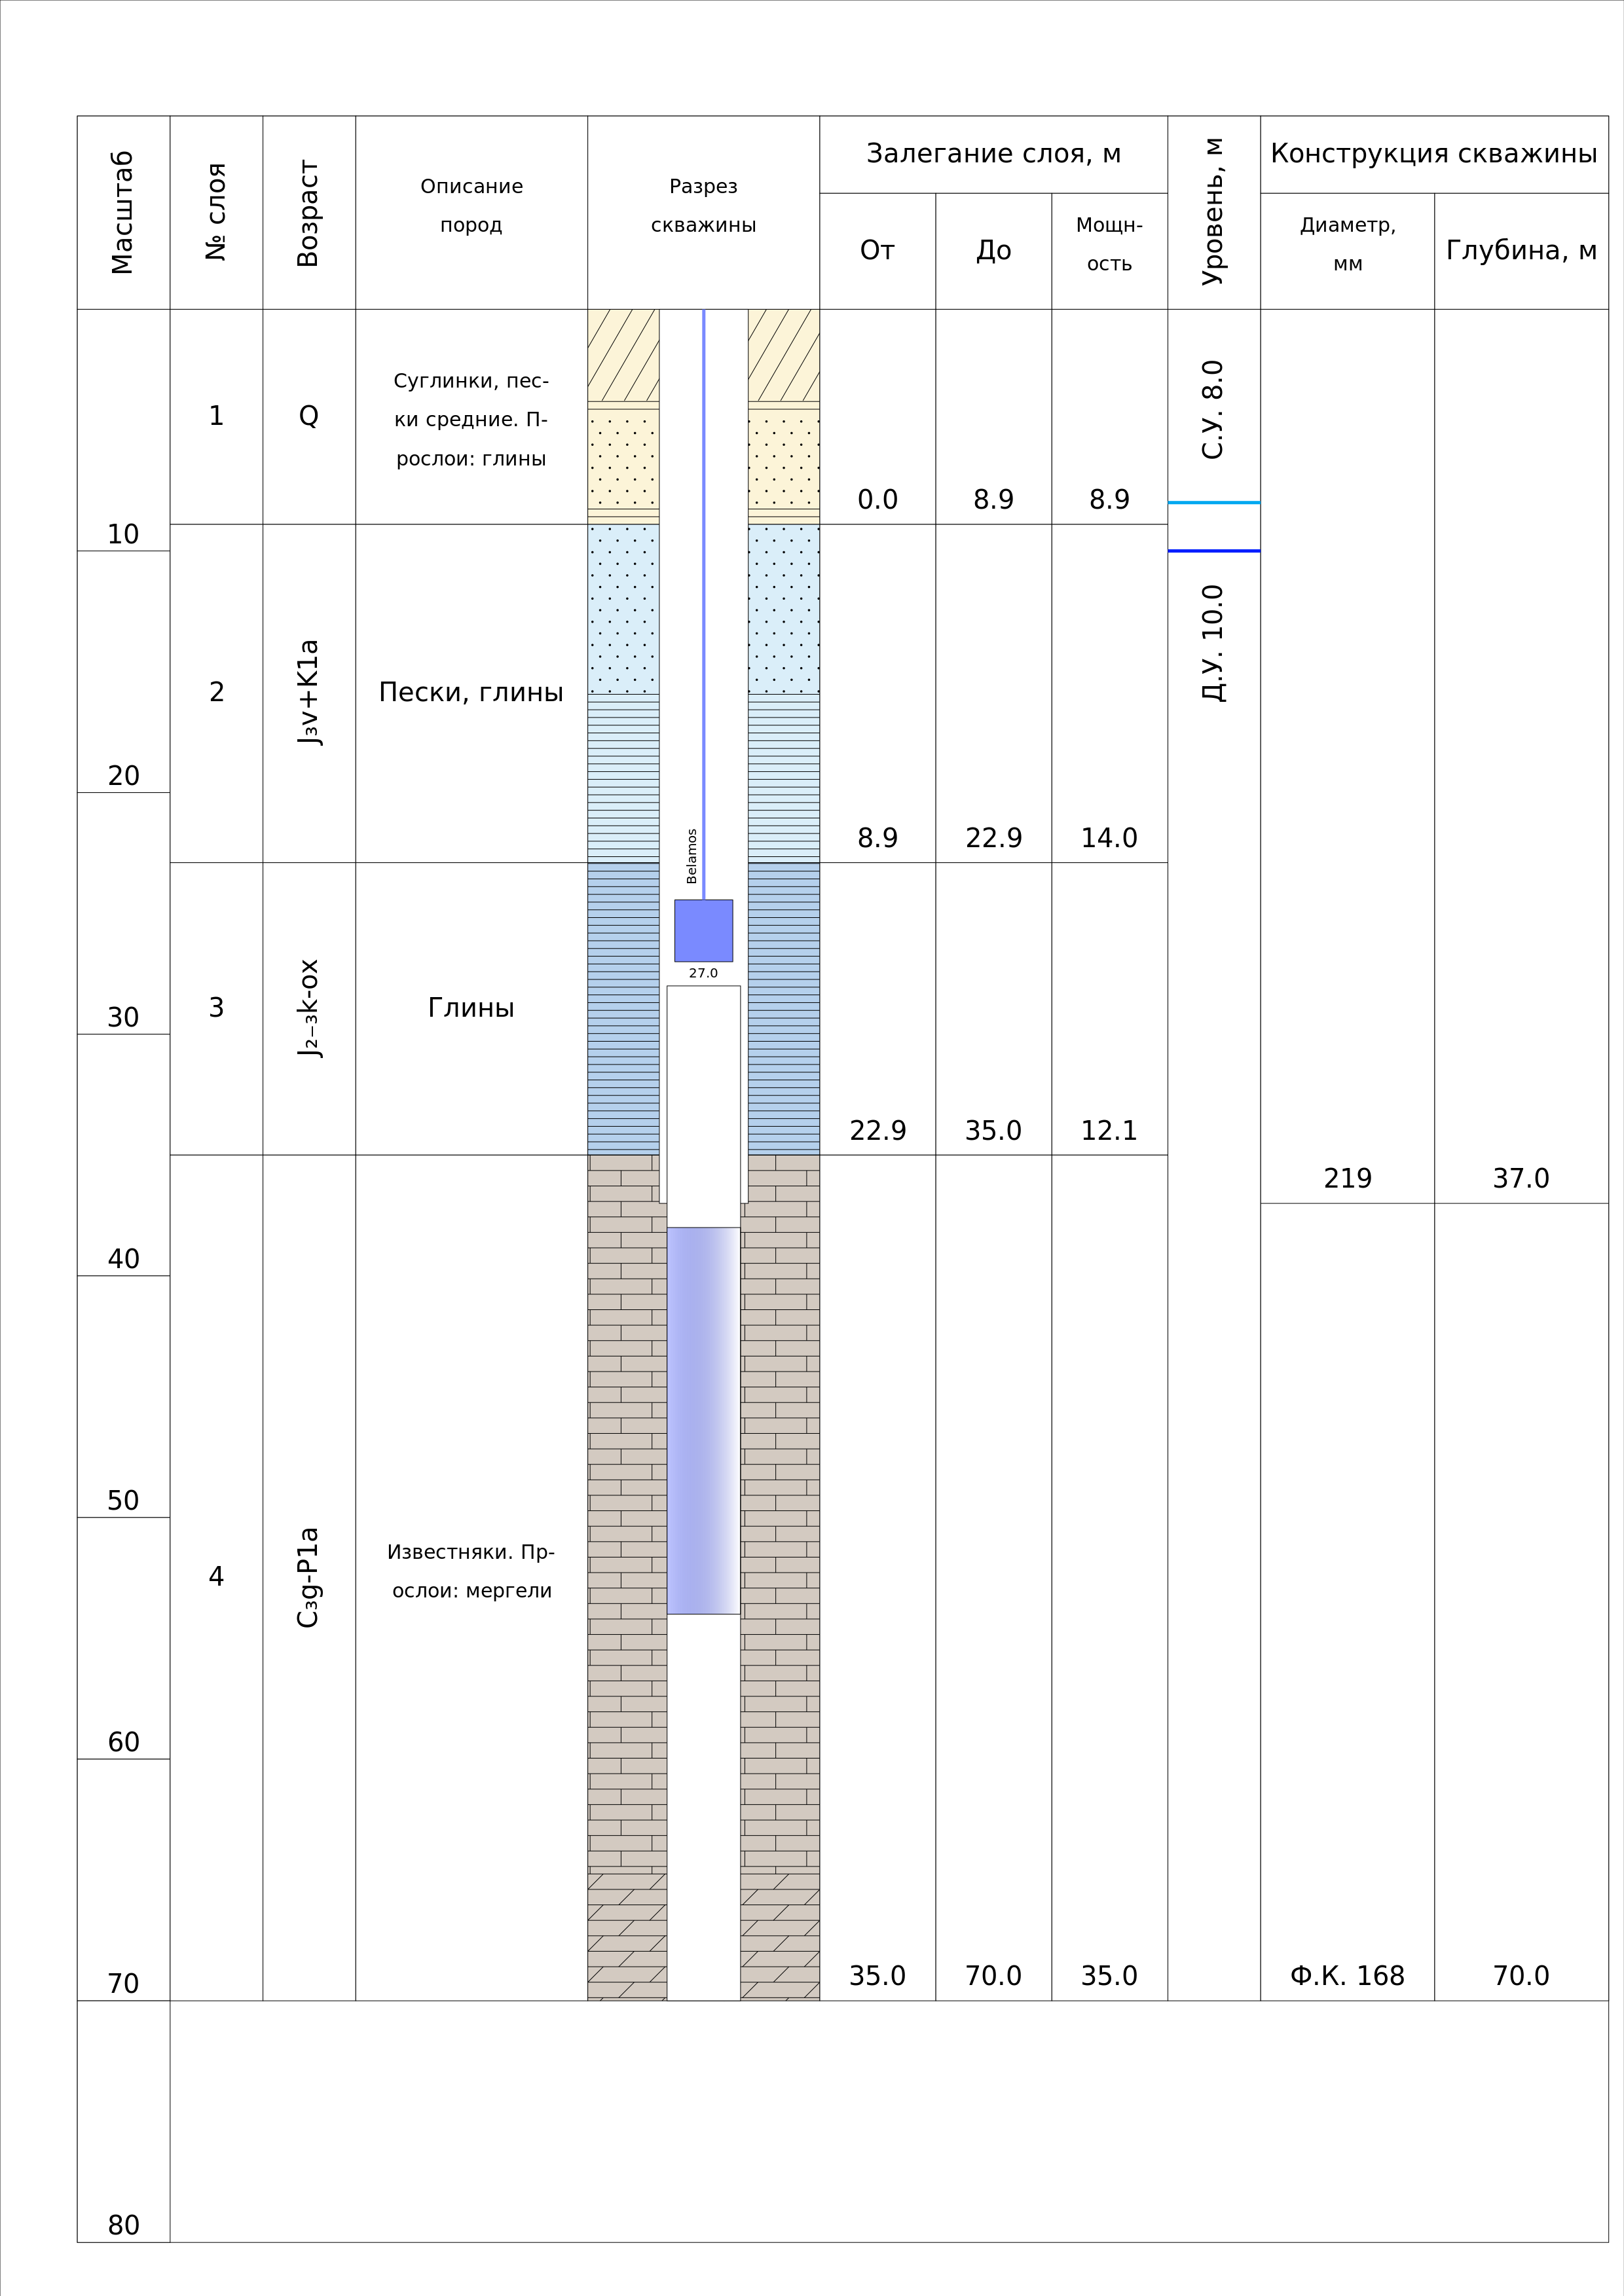 Масштаб
№ слоя
Возраст
Описание
пород
Разрез
скважины
Залегание слоя, м
От
До
Мощн-
ость
Уровень, м
Конструкция скважины
Диаметр,
мм
Глубина, м
1
Q
Суглинки, пес-
ки средние. П-
рослои: глины
0.0
8.9
8.9
С.У. 8.0
10
2
J₃v+K1a
Пески, глины
8.9
22.9
14.0
Д.У. 10.0
20
Belamos
27.0
3
J₂₋₃k-ox
Глины
22.9
35.0
12.1
30
219
37.0
40
50
4
C₃g-P1a
Известняки. Пр-
ослои: мергели
60
35.0
70.0
35.0
Ф.К. 168
70.0
70
80